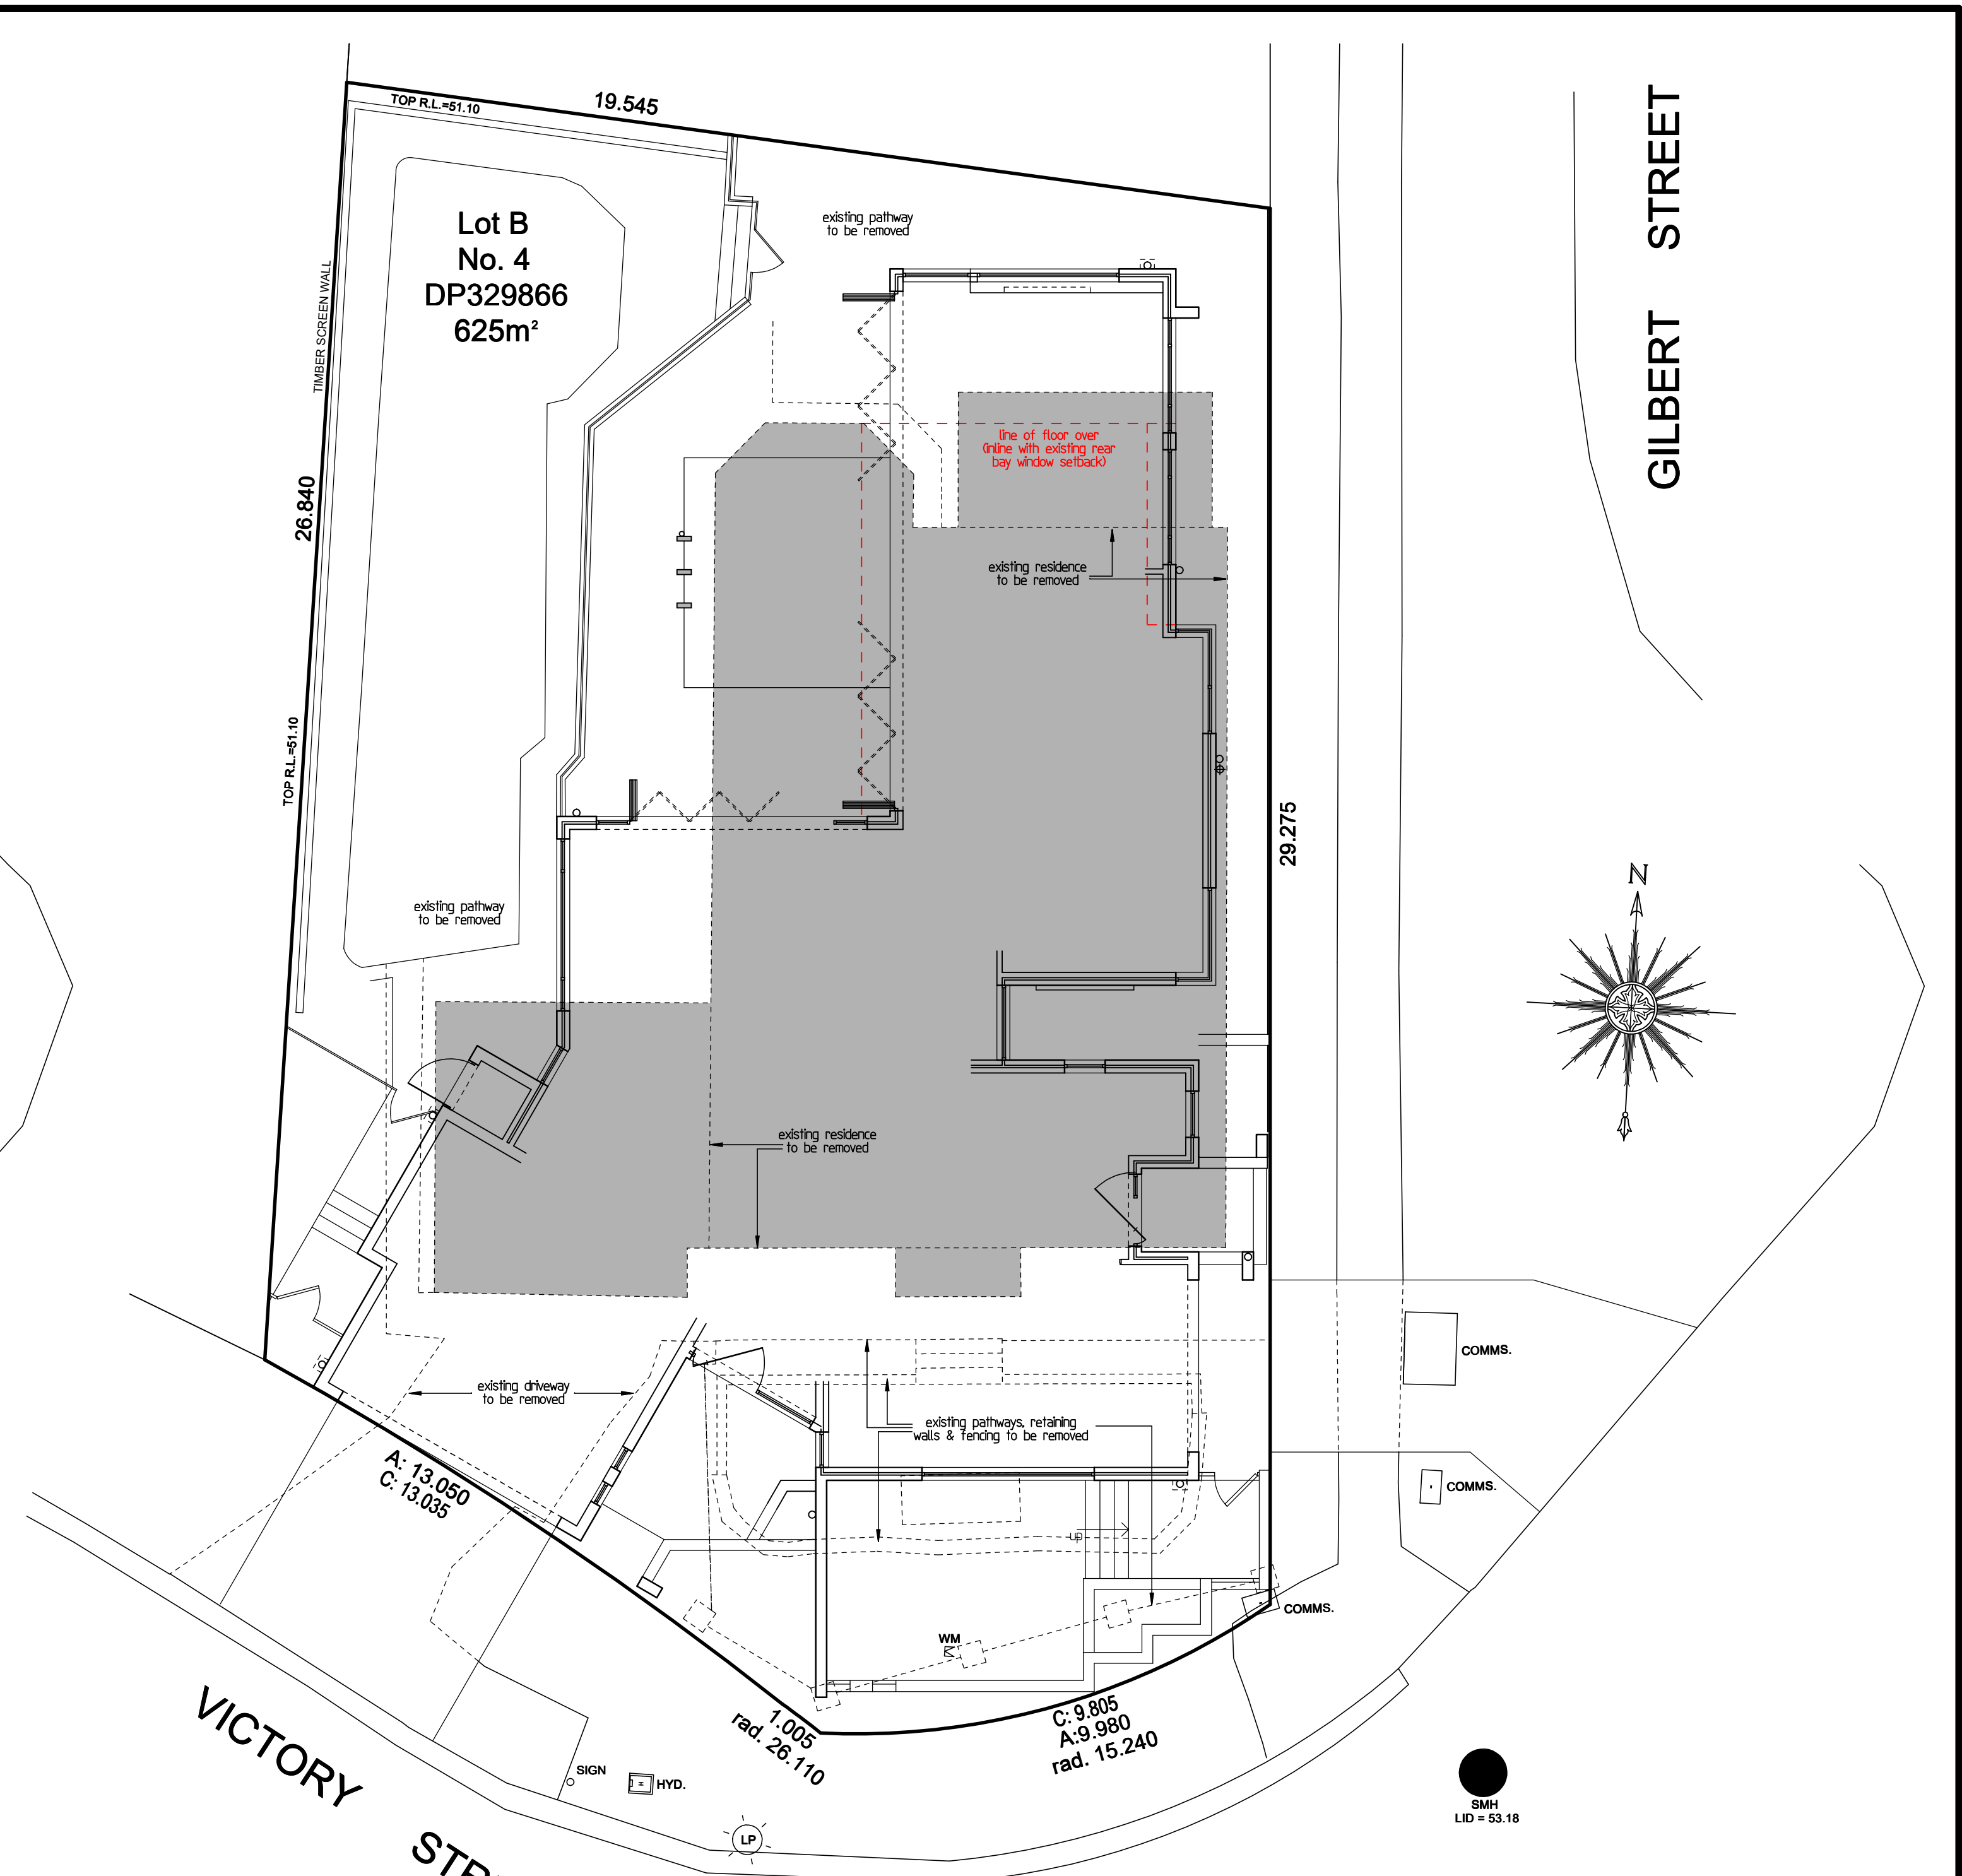 TOP R.L.=51.10
19.545
GILBERT STREET
Lot B
No. 4
DP329866
625m²
existing pathway
to be removed
TIMBER SCREEN WALL
line of floor over
(inline with existing rear
bay window setback)
26.840
existing residence
to be removed
TOP R.L.=51.10
29.275
N
existing pathway
to be removed
existing residence
to be removed
COMMS.
existing driveway
to be removed
existing pathways, retaining
walls & fencing to be removed
A: 13.050
C: 13.035
COMMS.
UP
COMMS.
WM
1.005
rad. 26.110
C: 9.805
A:9.980
rad. 15.240
VICTORY
SIGN
HYD.
LP
SMH
LID = 53.18